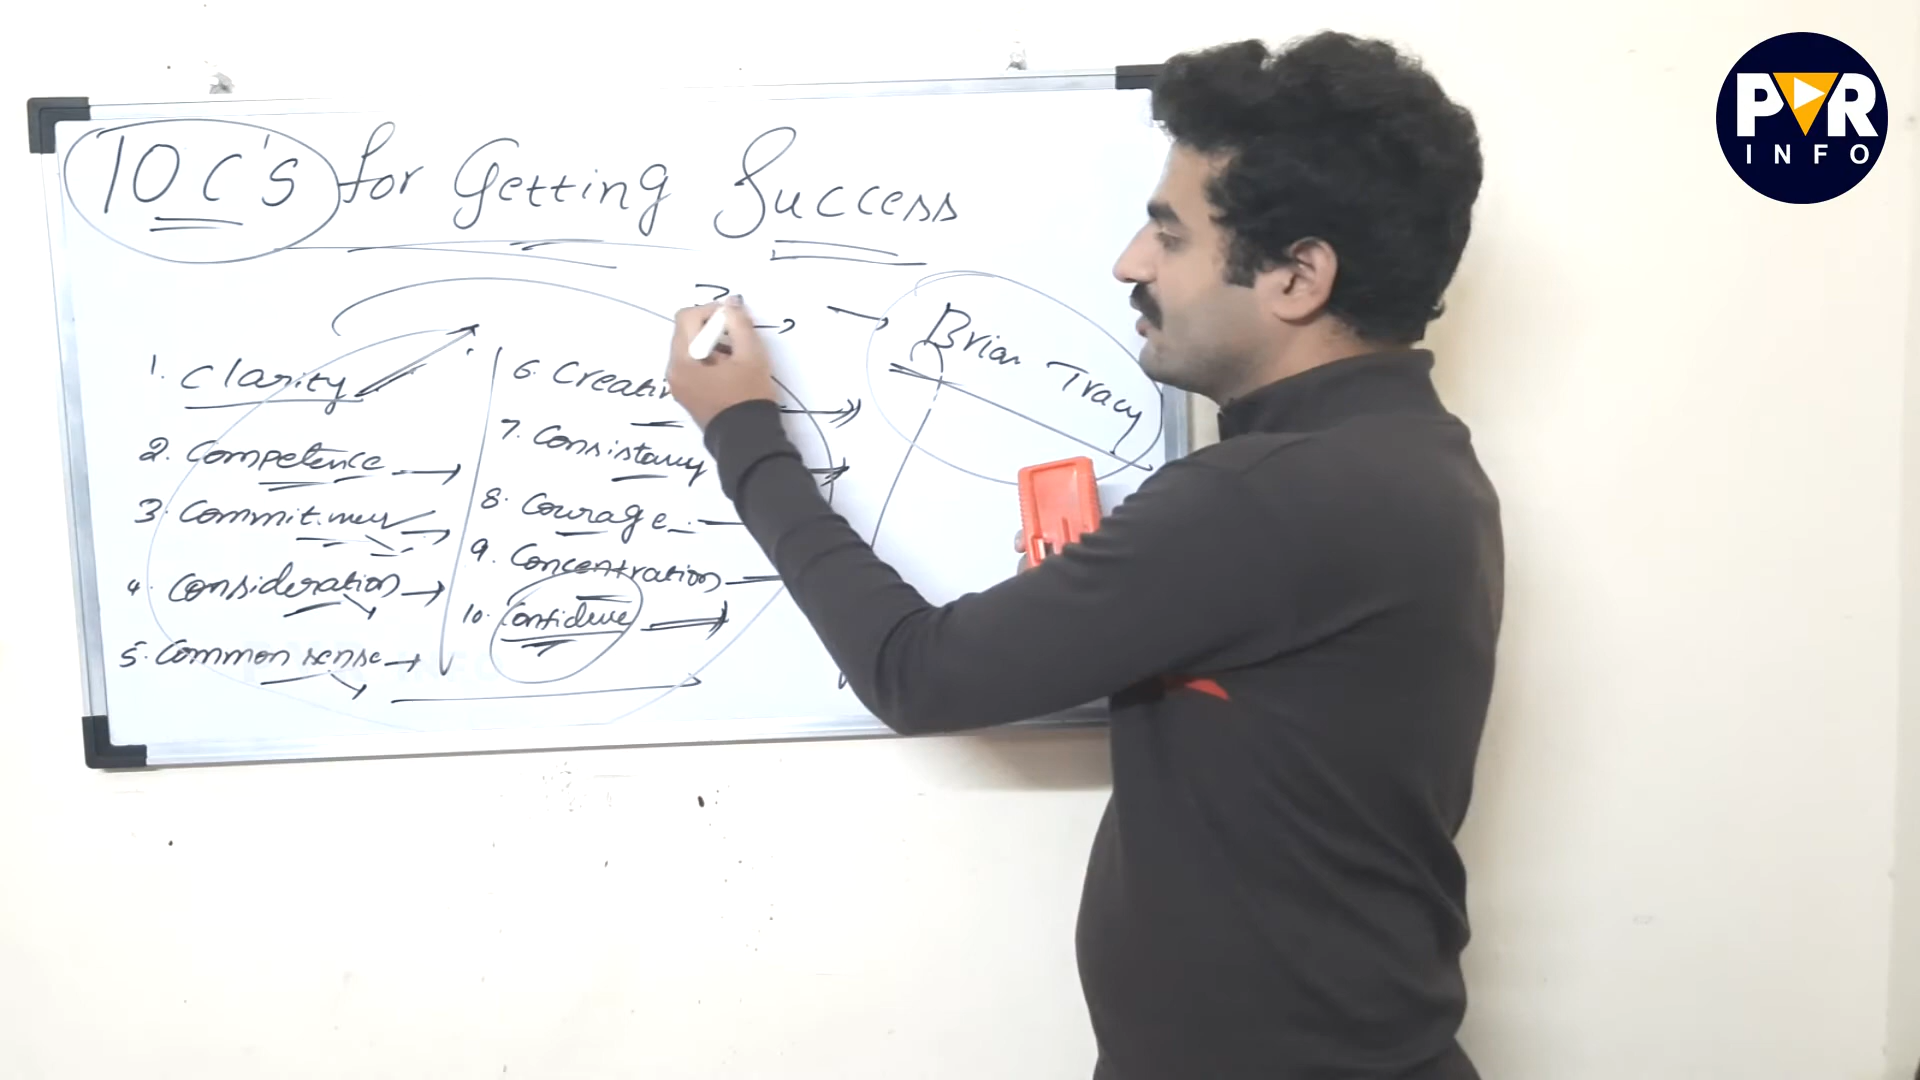 10 C's for Getting Success
Brian Tracy
1. Clarity
2. Competence
3. Commitment
4. Consideration
5. Common sense
6. Creati
7. Consistancy
8. Courage
9. Concentration
10. Confidence
PVR
INFO